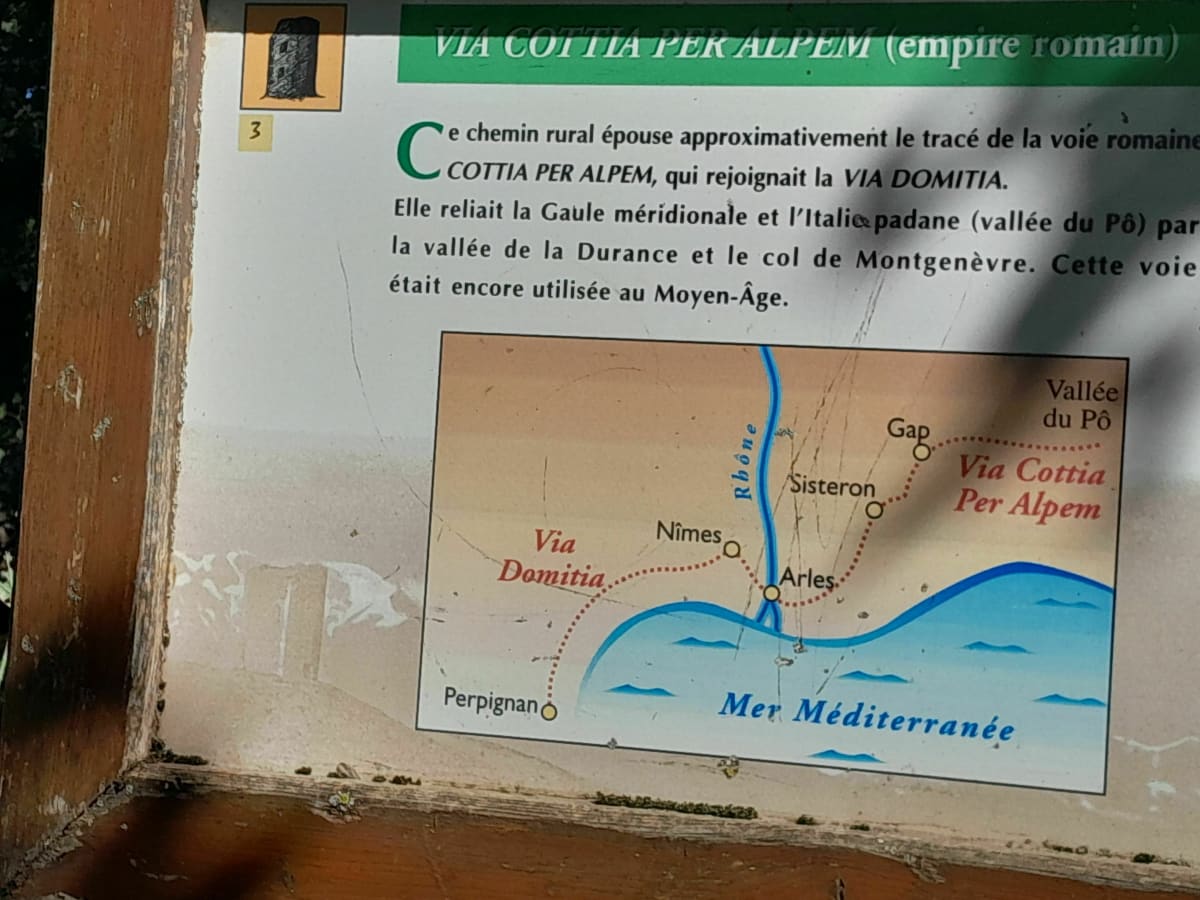 VIA COTTIA PER ALPEM (empire romain)
3
Ce chemin rural épouse approximativement le tracé de la voie romaine
COTTIA PER ALPEM, qui rejoignait la VIA DOMITIA.
Elle reliait la Gaule méridionale et l'Italie padane (vallée du Pô) par
la vallée de la Durance et le col de Montgenèvre. Cette voie
était encore utilisée au Moyen-Âge.
Vallée
du Pô
Gap
Rhône
Via Cottia
Per Alpem
Sisteron
Nîmes
Via
Domitia
Arles
Perpignan
Mer Méditerranée